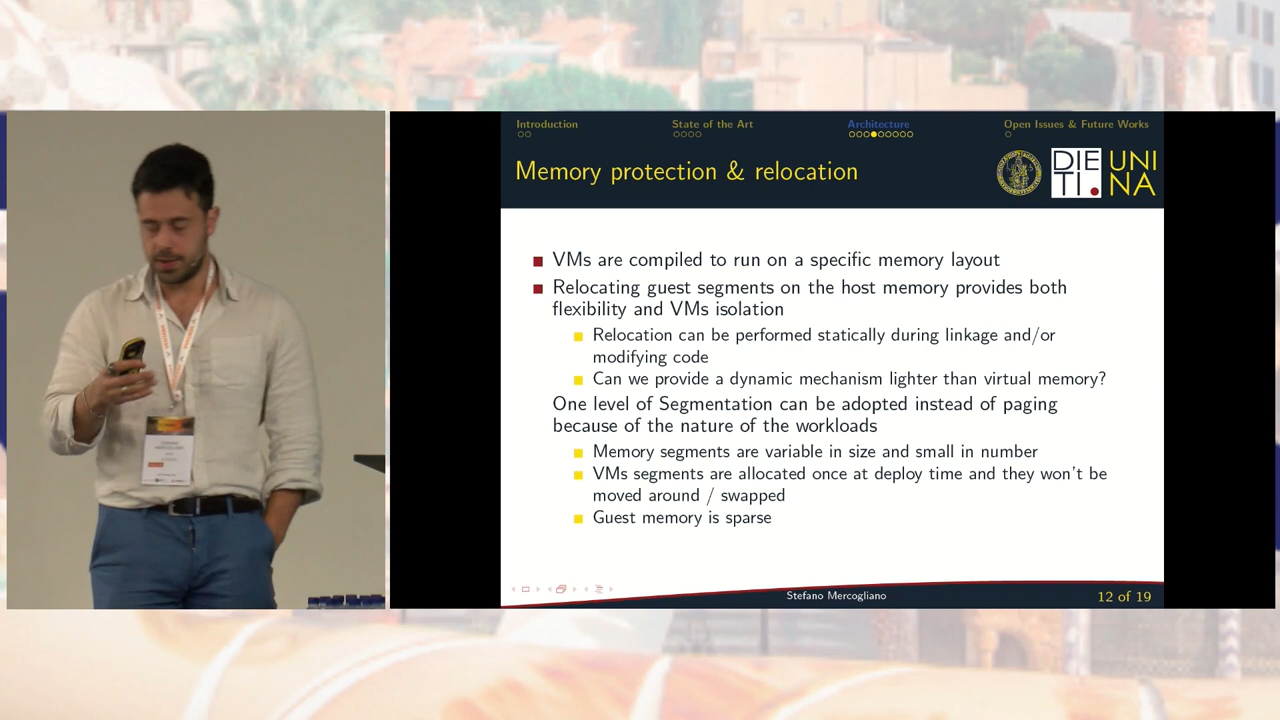 Introduction
State of the Art
Architecture
Open Issues & Future Works
Memory protection & relocation
DIE
TI.
UNI
NA
VMs are compiled to run on a specific memory layout
Relocating guest segments on the host memory provides both
flexibility and VMs isolation
Relocation can be performed statically during linkage and/or
modifying code
Can we provide a dynamic mechanism lighter than virtual memory?
One level of Segmentation can be adopted instead of paging
because of the nature of the workloads
Memory segments are variable in size and small in number
VMs segments are allocated once at deploy time and they won't be
moved around / swapped
Guest memory is sparse
Stefano Mercogliano
12 of 19